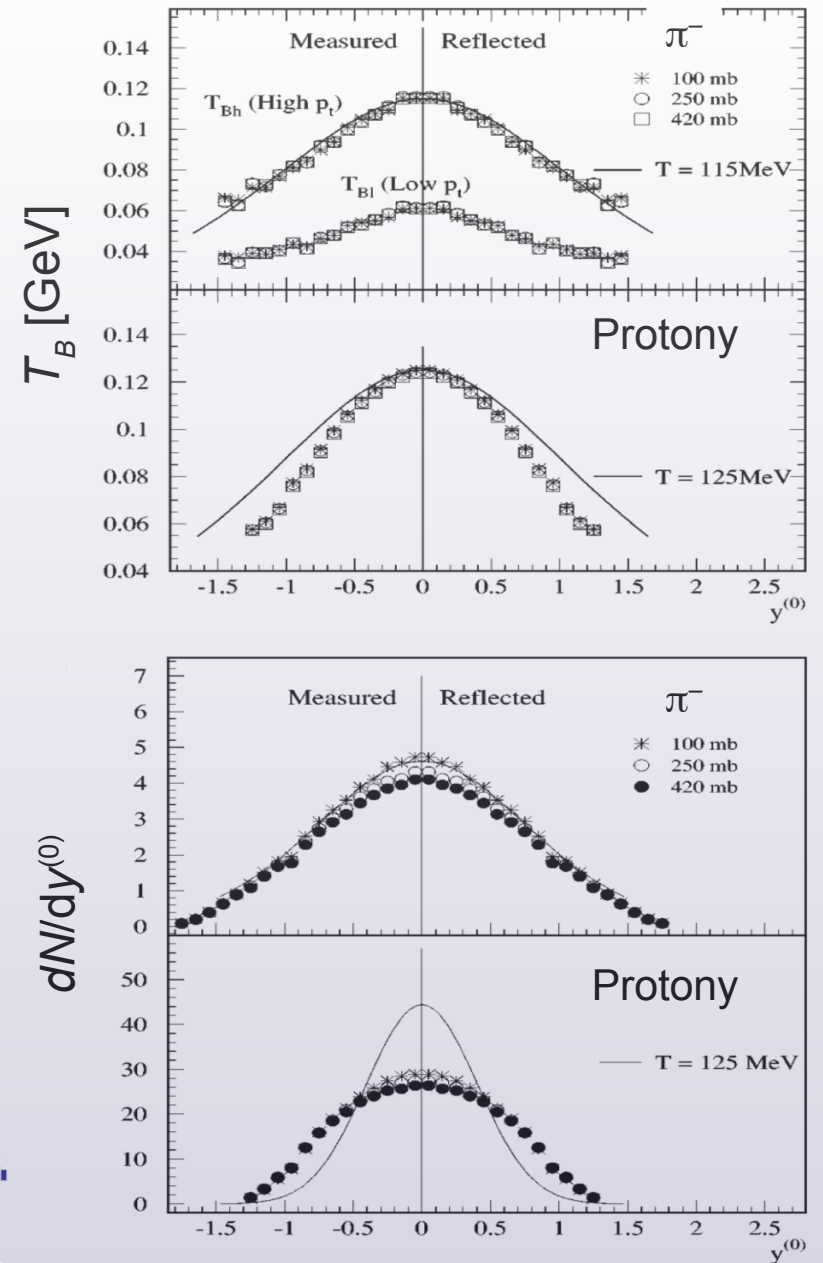 T_B [GeV]
0.14
0.12
0.1
0.08
0.06
0.04
Measured
Reflected
π⁻
100 mb
250 mb
420 mb
T_Bh (High p_t)
T = 115MeV
T_Bl (Low p_t)
Protony
0.14
0.12
0.1
0.08
0.06
0.04
T = 125MeV
-1.5 -1 -0.5 0 0.5 1 1.5 2 2.5
y⁽⁰⁾
dN/dy⁽⁰⁾
7
6
5
4
3
2
1
0
Measured
Reflected
π⁻
100 mb
250 mb
420 mb
Protony
50
40
30
20
10
0
T = 125 MeV
-1.5 -1 -0.5 0 0.5 1 1.5 2 2.5
y⁽⁰⁾